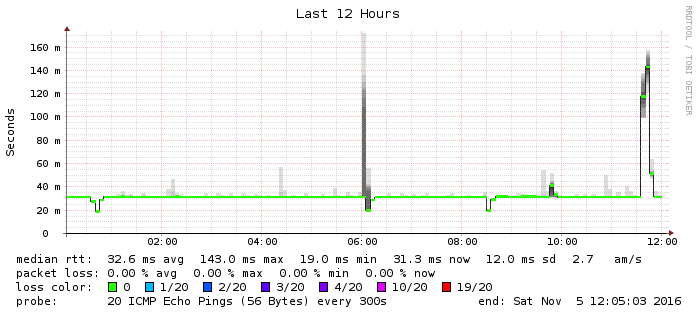 Last 12 Hours
RRDTOOL / TOBI OETIKER
Seconds
160 m
140 m
120 m
100 m
80 m
60 m
40 m
20 m
0
02:00 04:00 06:00 08:00 10:00 12:00
median rtt: 32.6 ms avg 143.0 ms max 19.0 ms min 31.3 ms now 12.0 ms sd 2.7 am/s
packet loss: 0.00 % avg 0.00 % max 0.00 % min 0.00 % now
loss color: 0 1/20 2/20 3/20 4/20 10/20 19/20
probe: 20 ICMP Echo Pings (56 Bytes) every 300s end: Sat Nov 5 12:05:03 2016